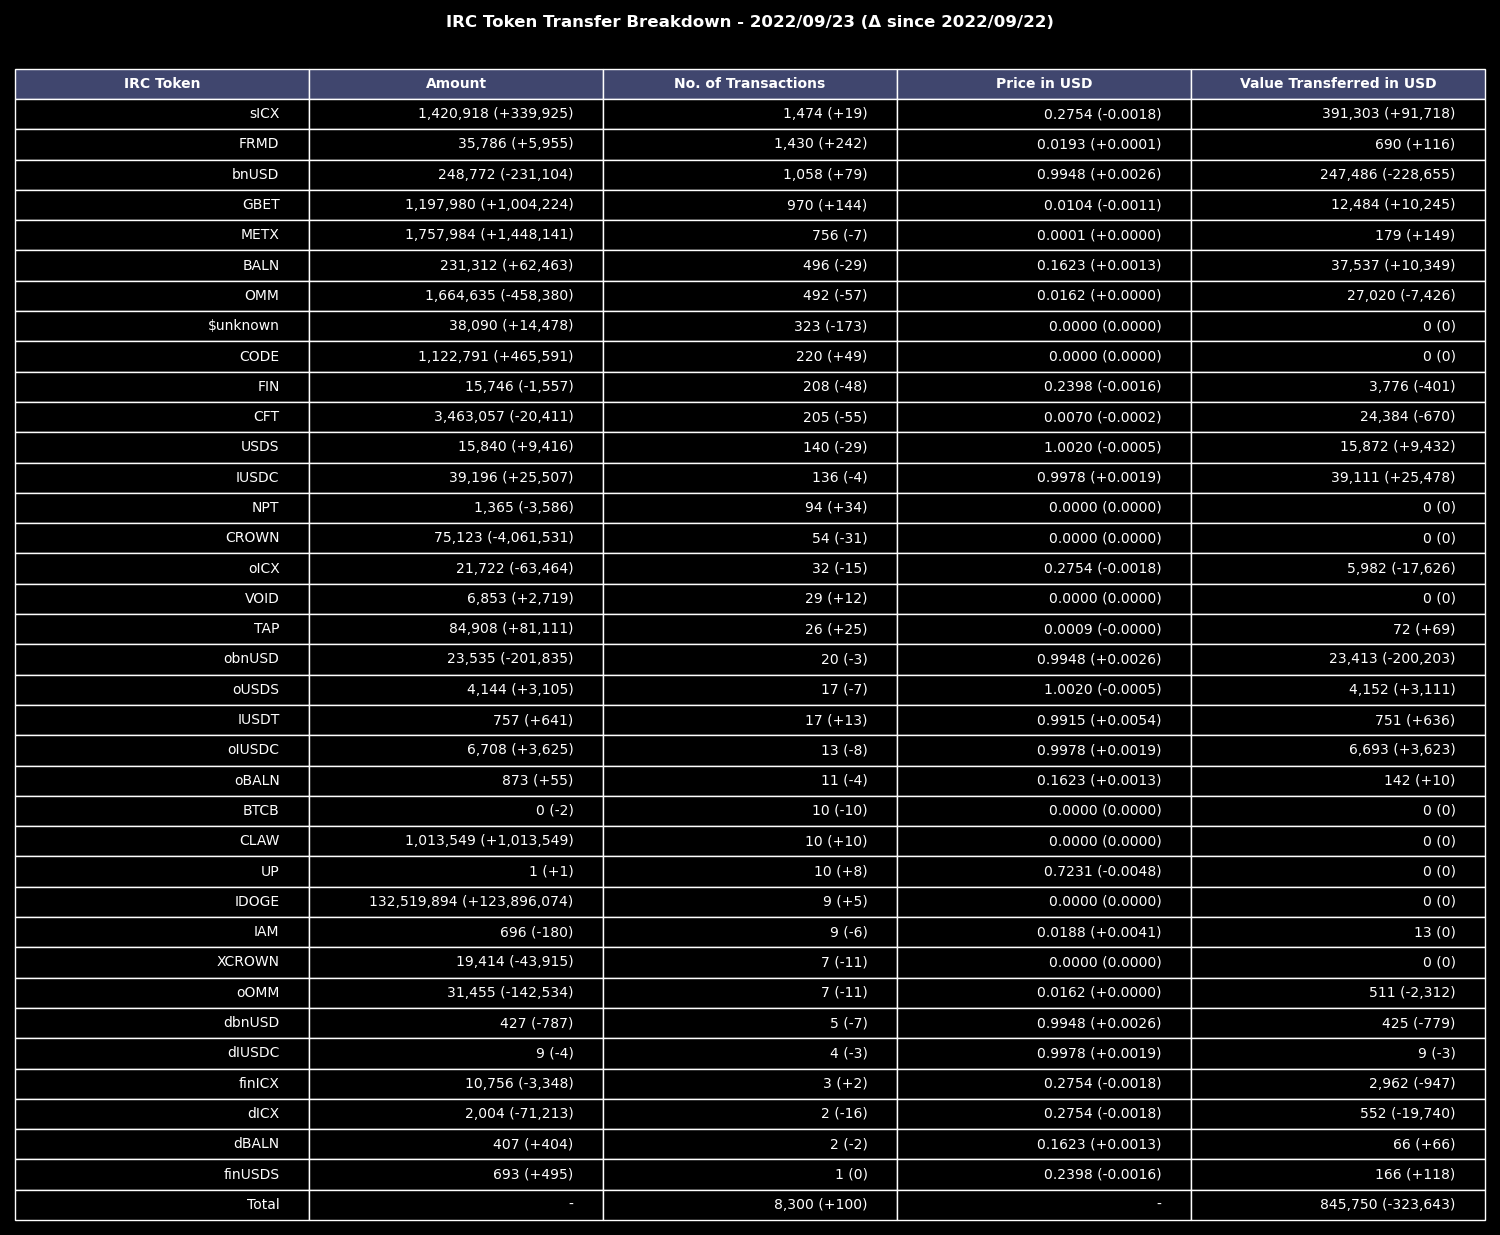 IRC Token Transfer Breakdown - 2022/09/23 (Δ since 2022/09/22)
IRC Token Amount No. of Transactions Price in USD Value Transferred in USD
sICX 1,420,918 (+339,925) 1,474 (+19) 0.2754 (-0.0018) 391,303 (+91,718)
FRMD 35,786 (+5,955) 1,430 (+242) 0.0193 (+0.0001) 690 (+116)
bnUSD 248,772 (-231,104) 1,058 (+79) 0.9948 (+0.0026) 247,486 (-228,655)
GBET 1,197,980 (+1,004,224) 970 (+144) 0.0104 (-0.0011) 12,484 (+10,245)
METX 1,757,984 (+1,448,141) 756 (-7) 0.0001 (+0.0000) 179 (+149)
BALN 231,312 (+62,463) 496 (-29) 0.1623 (+0.0013) 37,537 (+10,349)
OMM 1,664,635 (-458,380) 492 (-57) 0.0162 (+0.0000) 27,020 (-7,426)
$unknown 38,090 (+14,478) 323 (-173) 0.0000 (0.0000) 0 (0)
CODE 1,122,791 (+465,591) 220 (+49) 0.0000 (0.0000) 0 (0)
FIN 15,746 (-1,557) 208 (-48) 0.2398 (-0.0016) 3,776 (-401)
CFT 3,463,057 (-20,411) 205 (-55) 0.0070 (-0.0002) 24,384 (-670)
USDS 15,840 (+9,416) 140 (-29) 1.0020 (-0.0005) 15,872 (+9,432)
IUSDC 39,196 (+25,507) 136 (-4) 0.9978 (+0.0019) 39,111 (+25,478)
NPT 1,365 (-3,586) 94 (+34) 0.0000 (0.0000) 0 (0)
CROWN 75,123 (-4,061,531) 54 (-31) 0.0000 (0.0000) 0 (0)
oICX 21,722 (-63,464) 32 (-15) 0.2754 (-0.0018) 5,982 (-17,626)
VOID 6,853 (+2,719) 29 (+12) 0.0000 (0.0000) 0 (0)
TAP 84,908 (+81,111) 26 (+25) 0.0009 (-0.0000) 72 (+69)
obnUSD 23,535 (-201,835) 20 (-3) 0.9948 (+0.0026) 23,413 (-200,203)
oUSDS 4,144 (+3,105) 17 (-7) 1.0020 (-0.0005) 4,152 (+3,111)
IUSDT 757 (+641) 17 (+13) 0.9915 (+0.0054) 751 (+636)
oIUSDC 6,708 (+3,625) 13 (-8) 0.9978 (+0.0019) 6,693 (+3,623)
oBALN 873 (+55) 11 (-4) 0.1623 (+0.0013) 142 (+10)
BTCB 0 (-2) 10 (-10) 0.0000 (0.0000) 0 (0)
CLAW 1,013,549 (+1,013,549) 10 (+10) 0.0000 (0.0000) 0 (0)
UP 1 (+1) 10 (+8) 0.7231 (-0.0048) 0 (0)
IDOGE 132,519,894 (+123,896,074) 9 (+5) 0.0000 (0.0000) 0 (0)
IAM 696 (-180) 9 (-6) 0.0188 (+0.0041) 13 (0)
XCROWN 19,414 (-43,915) 7 (-11) 0.0000 (0.0000) 0 (0)
oOMM 31,455 (-142,534) 7 (-11) 0.0162 (+0.0000) 511 (-2,312)
dbnUSD 427 (-787) 5 (-7) 0.9948 (+0.0026) 425 (-779)
dIUSDC 9 (-4) 4 (-3) 0.9978 (+0.0019) 9 (-3)
finICX 10,756 (-3,348) 3 (+2) 0.2754 (-0.0018) 2,962 (-947)
dICX 2,004 (-71,213) 2 (-16) 0.2754 (-0.0018) 552 (-19,740)
dBALN 407 (+404) 2 (-2) 0.1623 (+0.0013) 66 (+66)
finUSDS 693 (+495) 1 (0) 0.2398 (-0.0016) 166 (+118)
Total - 8,300 (+100) - 845,750 (-323,643)